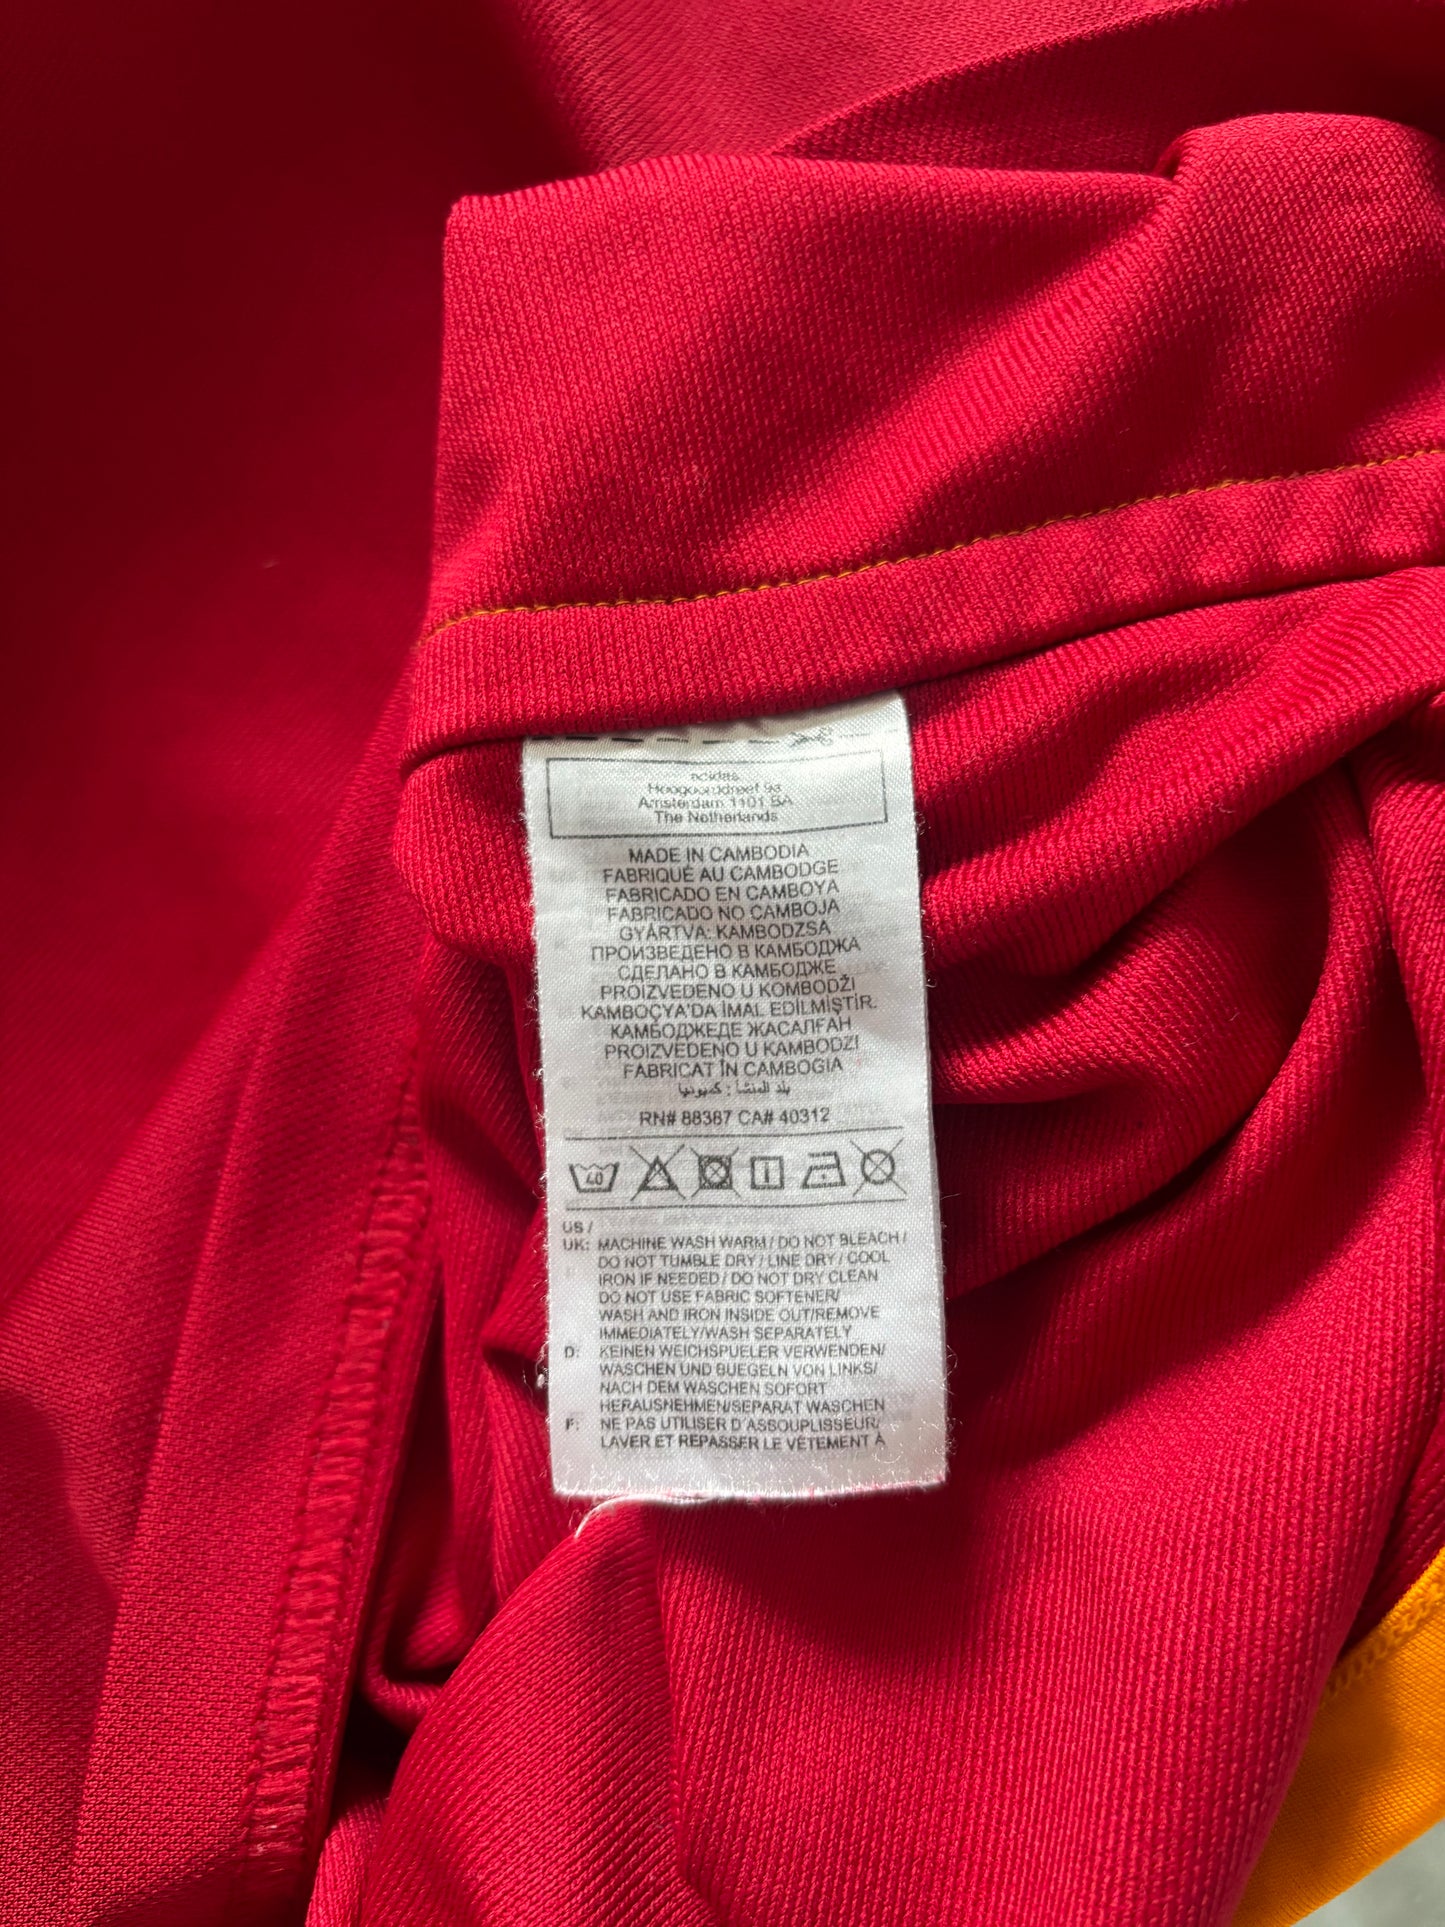 adidas
Hoogoorddreef 9a
Amsterdam 1101 BA
The Netherlands
MADE IN CAMBODIA
FABRIQUÉ AU CAMBODGE
FABRICADO EN CAMBOYA
FABRICADO NO CAMBOJA
GYÁRTVA: KAMBODZSA
ПРОИЗВЕДЕНО В КАМБОДЖА
СДЕЛАНО В КАМБОДЖЕ
PROIZVEDENO U KOMBODŽI
KAMBOÇYA'DA İMAL EDİLMİŞTİR.
КАМБОДЖЕДЕ ЖАСАЛҒАН
PROIZVEDENO U KAMBODZI
FABRICAT ÎN CAMBOGIA
بلد المنشأ : كمبوديا
RN# 88387 CA# 40312
40
US /
UK: MACHINE WASH WARM / DO NOT BLEACH /
DO NOT TUMBLE DRY / LINE DRY / COOL
IRON IF NEEDED / DO NOT DRY CLEAN
DO NOT USE FABRIC SOFTENER/
WASH AND IRON INSIDE OUT/REMOVE
IMMEDIATELY/WASH SEPARATELY
D: KEINEN WEICHSPUELER VERWENDEN/
WASCHEN UND BUEGELN VON LINKS/
NACH DEM WASCHEN SOFORT
HERAUSNEHMEN/SEPARAT WASCHEN
F: NE PAS UTILISER D'ASSOUPLISSEUR/
LAVER ET REPASSER LE VÊTEMENT À